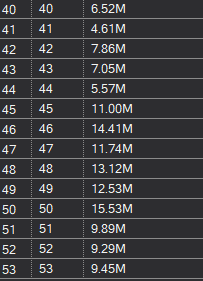 40 40 6.52M
41 41 4.61M
42 42 7.86M
43 43 7.05M
44 44 5.57M
45 45 11.00M
46 46 14.41M
47 47 11.74M
48 48 13.12M
49 49 12.53M
50 50 15.53M
51 51 9.89M
52 52 9.29M
53 53 9.45M